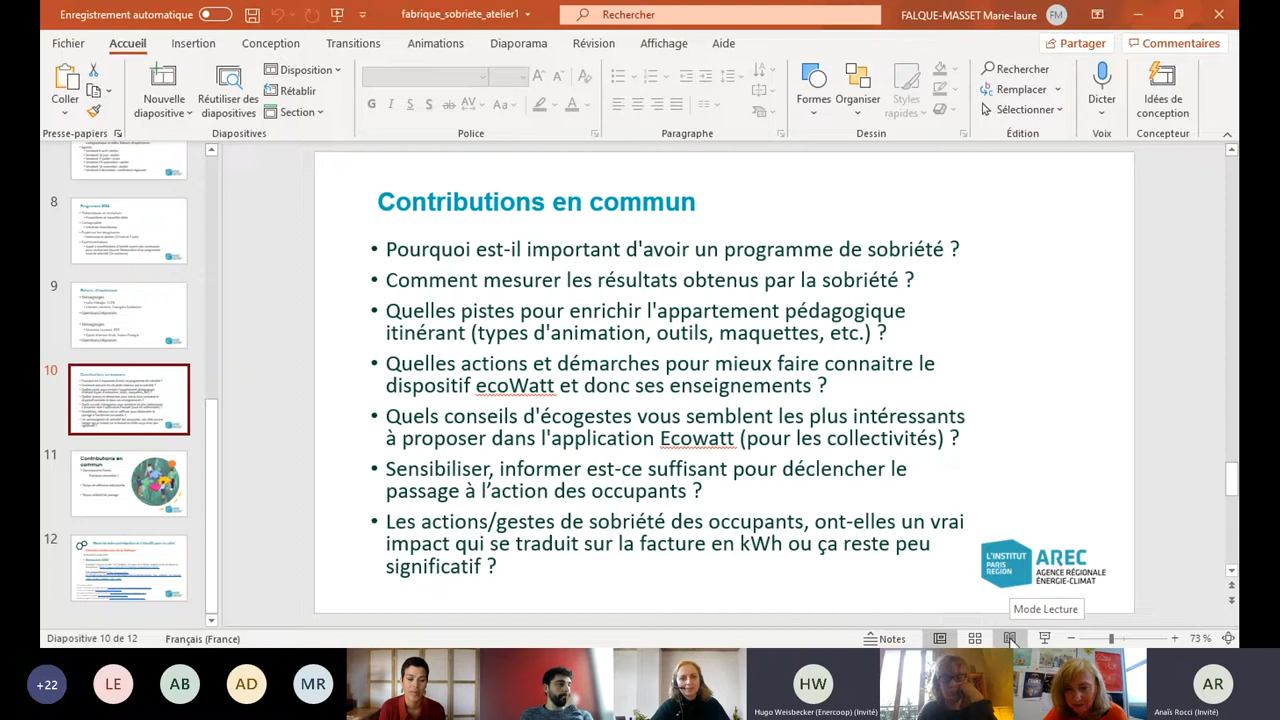 Enregistrement automatique
fabrique_sobriete_atelier1
Rechercher
FALQUE-MASSET Marie-laure
FM
Fichier Accueil Insertion Conception Transitions Animations Diaporama Révision Affichage Aide
Partager
Commentaires
Coller
Nouvelle diapositive
Réutiliser des diapositives
Disposition
Rétablir
Section
Formes
Organiser
Styles rapides
Rechercher
Remplacer
Sélectionner
Dicter
Idées de conception
Presse-papiers
Diapositives
Police
Paragraphe
Dessin
Édition
Voix
Concepteur
8
9
10
11
Contributions en commun
12
Contributions en commun
• Pourquoi est-il important d'avoir un programme de sobriété ?
• Comment mesurer les résultats obtenus par la sobriété ?
• Quelles pistes pour enrichir l'appartement pédagogique
itinérant (types d'animation, outils, maquettes, etc.) ?
• Quelles actions et démarches pour mieux faire connaitre le
dispositif ecoWatt et donc ses enseignements ?
• Quels conseils/écogestes vous semblent les plus intéressants
à proposer dans l'application Ecowatt (pour les collectivités) ?
• Sensibiliser, informer est-ce suffisant pour déclencher le
passage à l'action des occupants ?
• Les actions/gestes de sobriété des occupants, ont-elles un vrai
impact qui se traduit sur la facture en kWh ou ça reste peu
significatif ?
L'INSTITUT
PARIS
REGION
AREC
AGENCE RÉGIONALE
ÉNERGIE-CLIMAT
Mode Lecture
Diapositive 10 de 12
Français (France)
Notes
73 %
+22
LE
AB
AD
MR
HW
Hugo Weisbecker (Enercoop) (Invité)
AR
Anaïs Rocci (Invité)